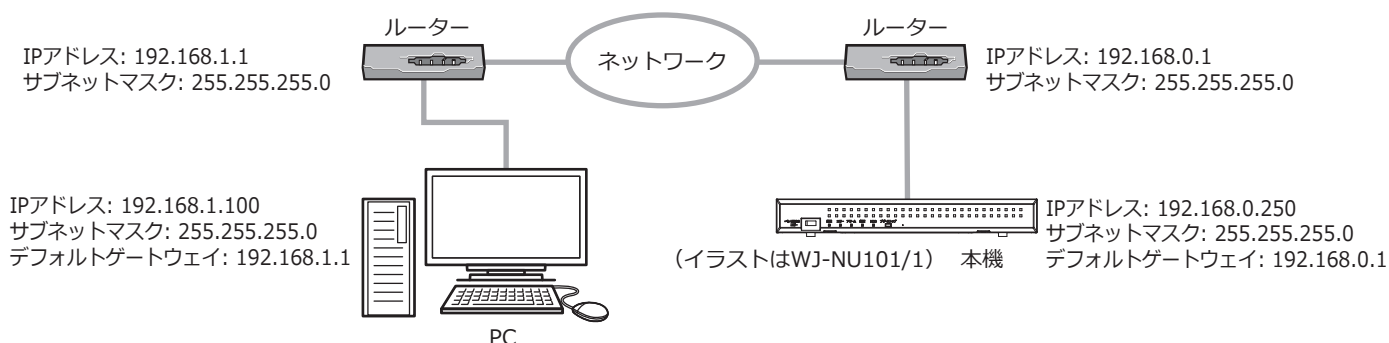 ルーター
IPアドレス: 192.168.1.1
サブネットマスク: 255.255.255.0
ネットワーク
ルーター
IPアドレス: 192.168.0.1
サブネットマスク: 255.255.255.0
IPアドレス: 192.168.1.100
サブネットマスク: 255.255.255.0
デフォルトゲートウェイ: 192.168.1.1
PC
(イラストはWJ-NU101/1) 本機
IPアドレス: 192.168.0.250
サブネットマスク: 255.255.255.0
デフォルトゲートウェイ: 192.168.0.1